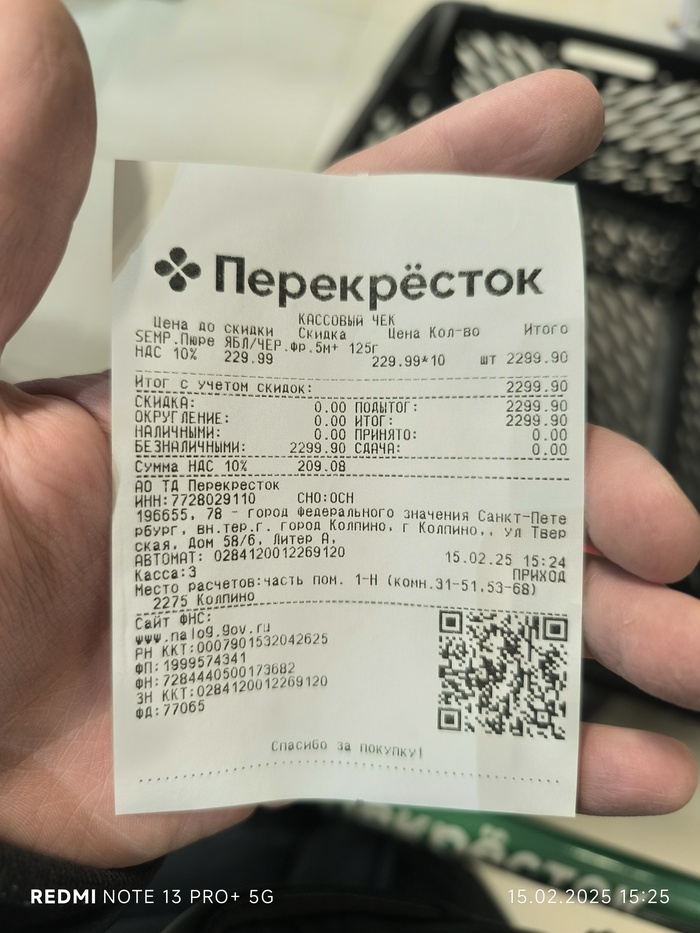 Перекрёсток
КАССОВЫЙ ЧЕК
Цена до скидки Скидка Цена Кол-во Итого
SEMP.Пюре ЯБЛ/ЧЕР.фр.5м+ 125г
НДС 10% 229.99 229.99*10 шт 2299.90
Итог с учетом скидок: 2299.90
СКИДКА: 0.00 ПОДЫТОГ: 2299.90
ОКРУГЛЕНИЕ: 0.00 ИТОГ: 2299.90
НАЛИЧНЫМИ: 0.00 ПРИНЯТО: 0.00
БЕЗНАЛИЧНЫМИ: 2299.90 СДАЧА: 0.00
Сумма НДС 10% 209.08
АО ТД Перекресток
ИНН:7728029110 СНО:ОСН
196655, 78 - город федерального значения Санкт-Пете
рбург, вн.тер.г. город Колпино, г Колпино,, ул Твер
ская, Дом 58/6, Литер А,
АВТОМАТ: 0284120012269120 15.02.25 15:24
Касса:3 ПРИХОД
Место расчетов:часть пом. 1-Н (комн.31-51,53-68)
2275 Колпино
Сайт ФНС:
www.nalog.gov.ru
РН ККТ:0007901532042625
ФП:1999574341
ФН:7284440500173682
ЗН ККТ:0284120012269120
ФД:77065
Спасибо за покупку!
Перекрёсток
REDMI NOTE 13 PRO+ 5G 15.02.2025 15:25